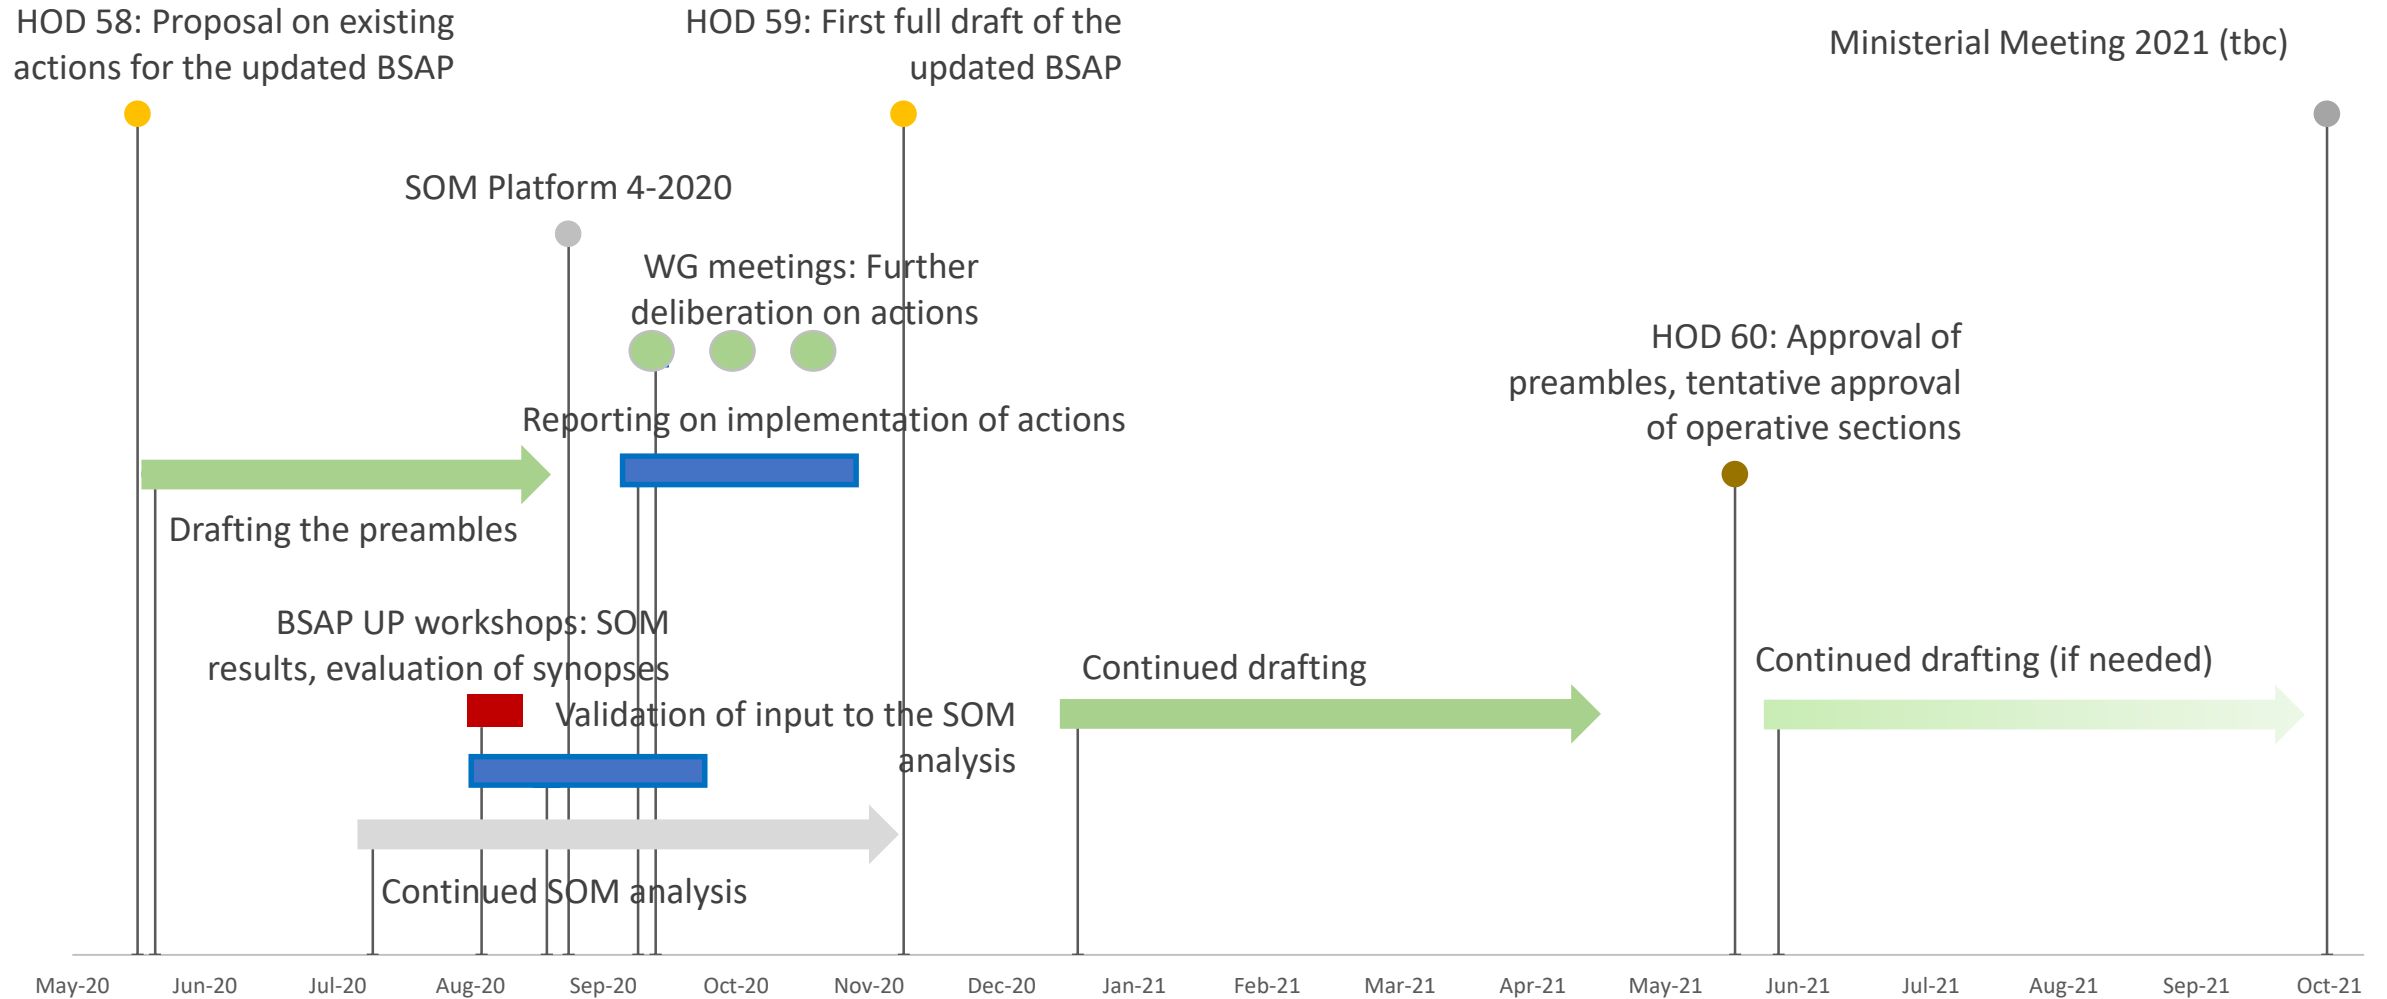 HOD 58: Proposal on existing
actions for the updated BSAP
HOD 59: First full draft of the
updated BSAP
Ministerial Meeting 2021 (tbc)
SOM Platform 4-2020
WG meetings: Further
deliberation on actions
HOD 60: Approval of
preambles, tentative approval
of operative sections
Reporting on implementation of actions
Drafting the preambles
BSAP UP workshops: SOM
results, evaluation of synopses
Validation of input to the SOM
analysis
Continued drafting
Continued drafting (if needed)
Continued SOM analysis
May-20 Jun-20 Jul-20 Aug-20 Sep-20 Oct-20 Nov-20 Dec-20 Jan-21 Feb-21 Mar-21 Apr-21 May-21 Jun-21 Jul-21 Aug-21 Sep-21 Oct-21